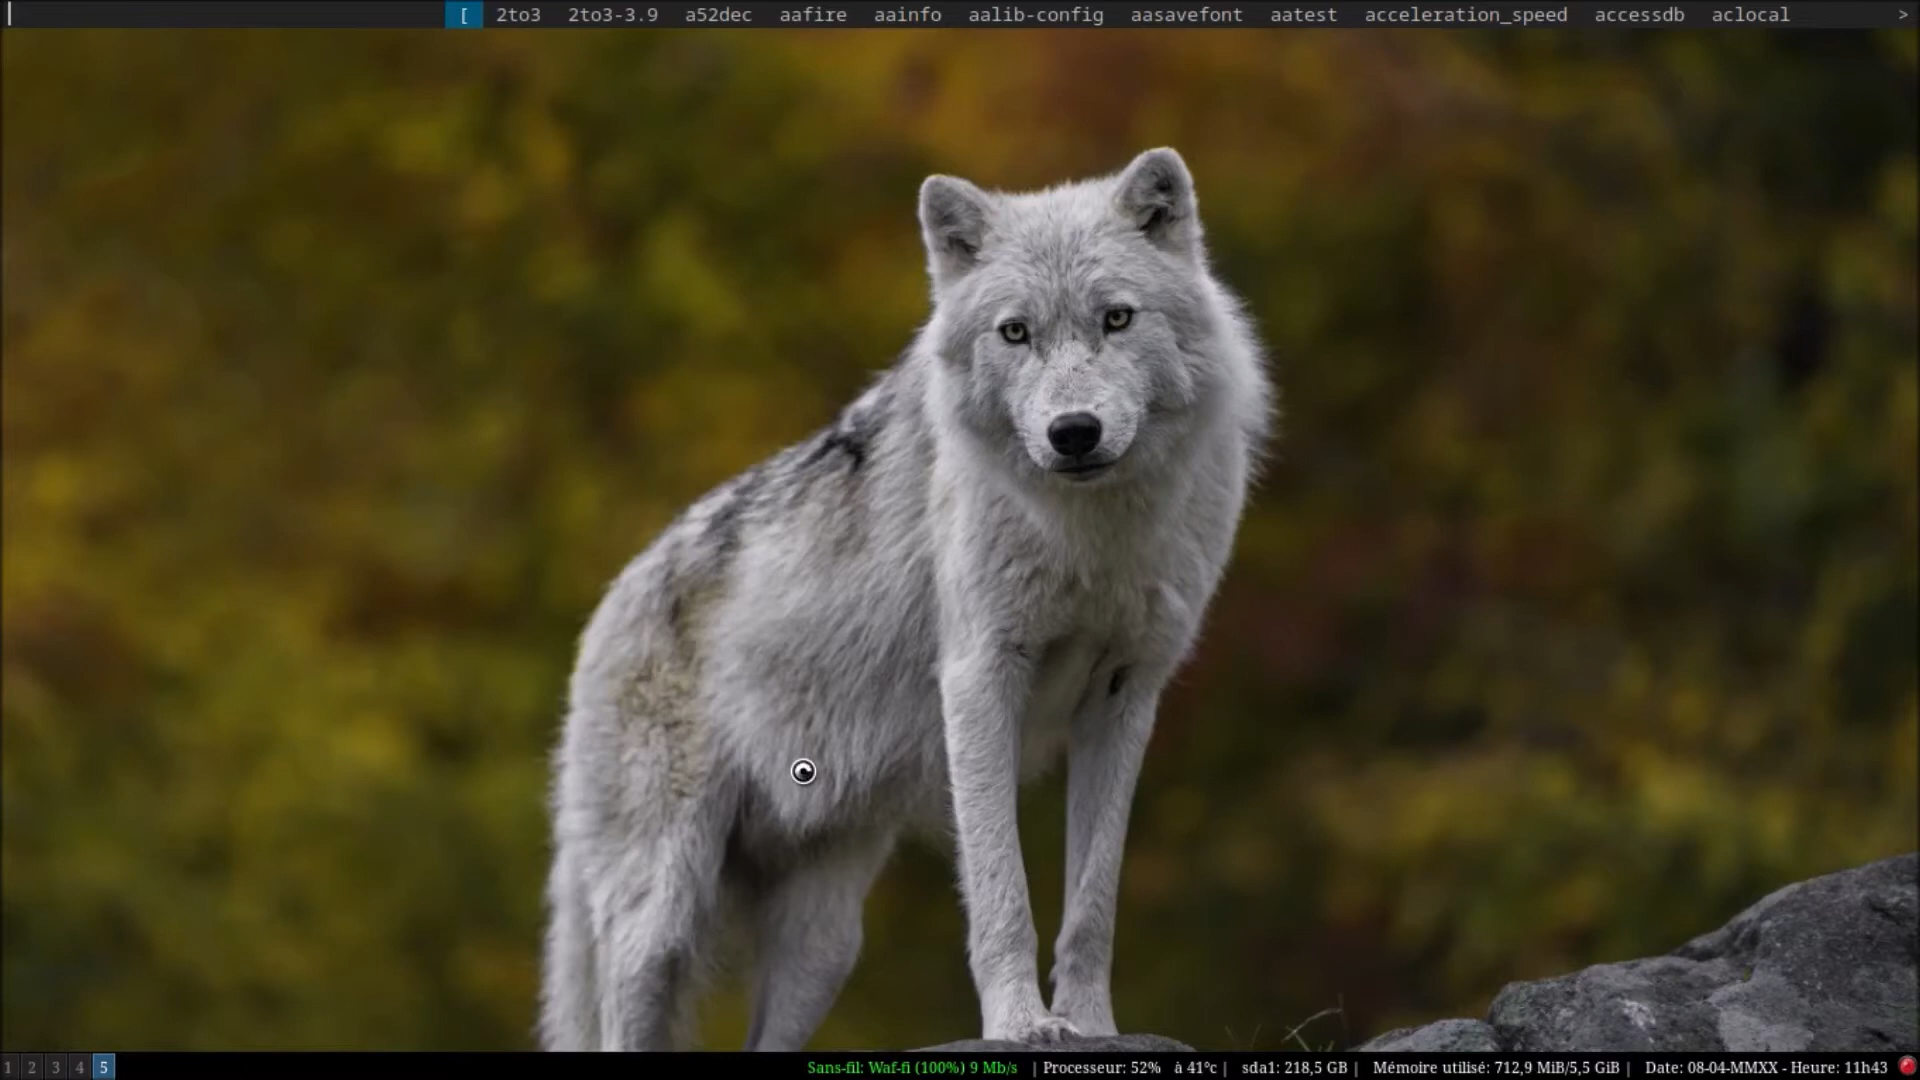 [ 2to3 2to3-3.9 a52dec aafire aainfo aalib-config aasavefont aatest acceleration_speed accessdb aclocal >
1 2 3 4 5 Sans-fil: Waf-fi (100%) 9 Mb/s | Processeur: 52% à 41°c | sda1: 218,5 GB | Mémoire utilisé: 712,9 MiB/5,5 GiB | Date: 08-04-MMXX - Heure: 11h43